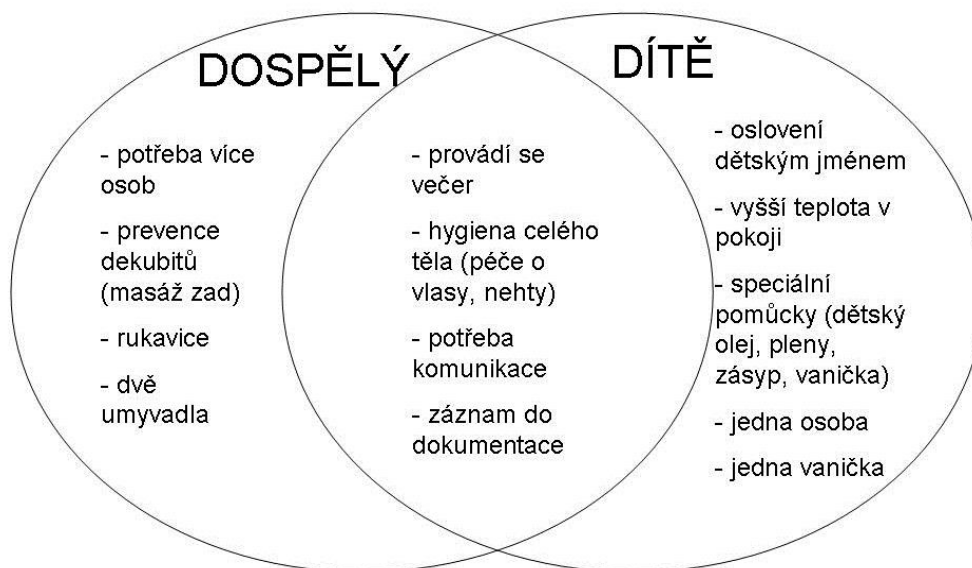 DOSPĚLÝ
- potřeba více
osob
- prevence
dekubitů
(masáž zad)
- rukavice
- dvě
umyvadla
- provádí se
večer
- hygiena celého
těla (péče o
vlasy, nehty)
- potřeba
komunikace
- záznam do
dokumentace
DÍTĚ
- oslovení
dětským jménem
- vyšší teplota v
pokoji
- speciální
pomůcky (dětský
olej, pleny,
zásyp, vanička)
- jedna osoba
- jedna vanička